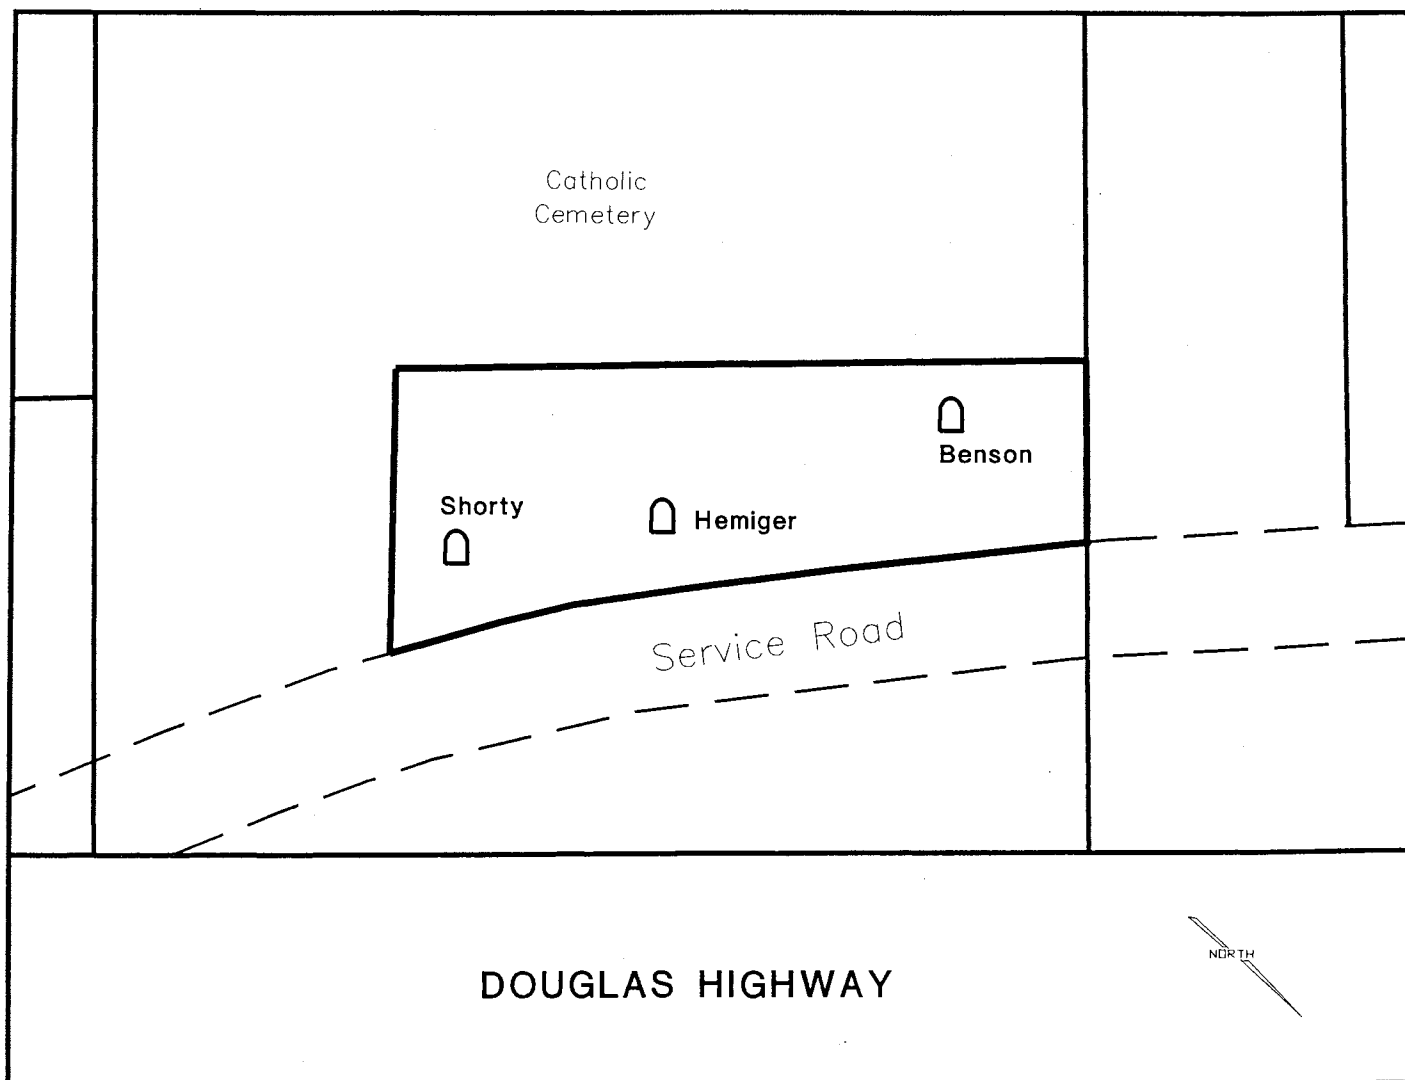 Catholic
Cemetery
Benson
Shorty
Hemiger
Service Road
NORTH
DOUGLAS HIGHWAY